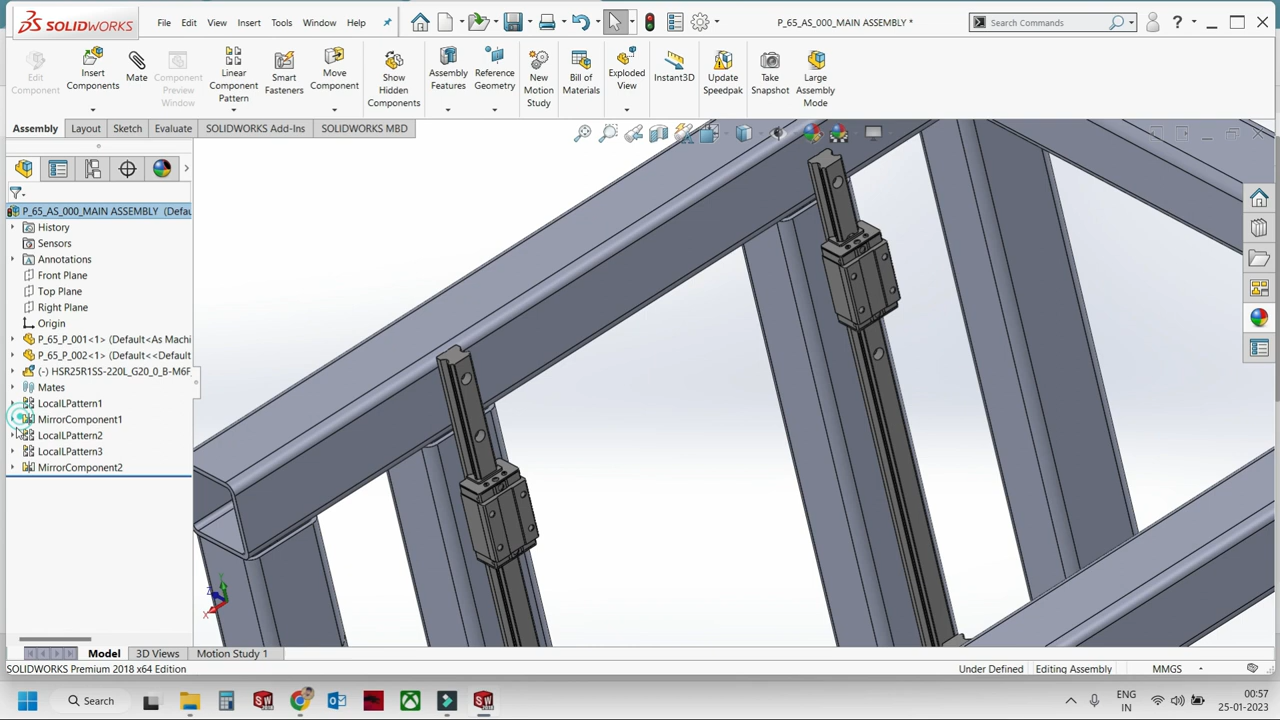 SOLIDWORKS File Edit View Insert Tools Window Help P_65_AS_000_MAIN ASSEMBLY * Search Commands ?
Edit Component
Insert Components
Mate
Component Preview Window
Linear Component Pattern
Smart Fasteners
Move Component
Show Hidden Components
Assembly Features
Reference Geometry
New Motion Study
Bill of Materials
Exploded View
Instant3D
Update Speedpak
Take Snapshot
Large Assembly Mode
Assembly Layout Sketch Evaluate SOLIDWORKS Add-Ins SOLIDWORKS MBD
P_65_AS_000_MAIN ASSEMBLY (Defau
History
Sensors
Annotations
Front Plane
Top Plane
Right Plane
Origin
P_65_P_001<1> (Default<As Machi
P_65_P_002<1> (Default<<Default
(-) HSR25R1SS-220L_G20_0_B-M6F
Mates
LocalLPattern1
MirrorComponent1
LocalLPattern2
LocalLPattern3
MirrorComponent2
Y
Z
X
Model 3D Views Motion Study 1
SOLIDWORKS Premium 2018 x64 Edition Under Defined Editing Assembly MMGS
Search ENG IN 00:57 25-01-2023